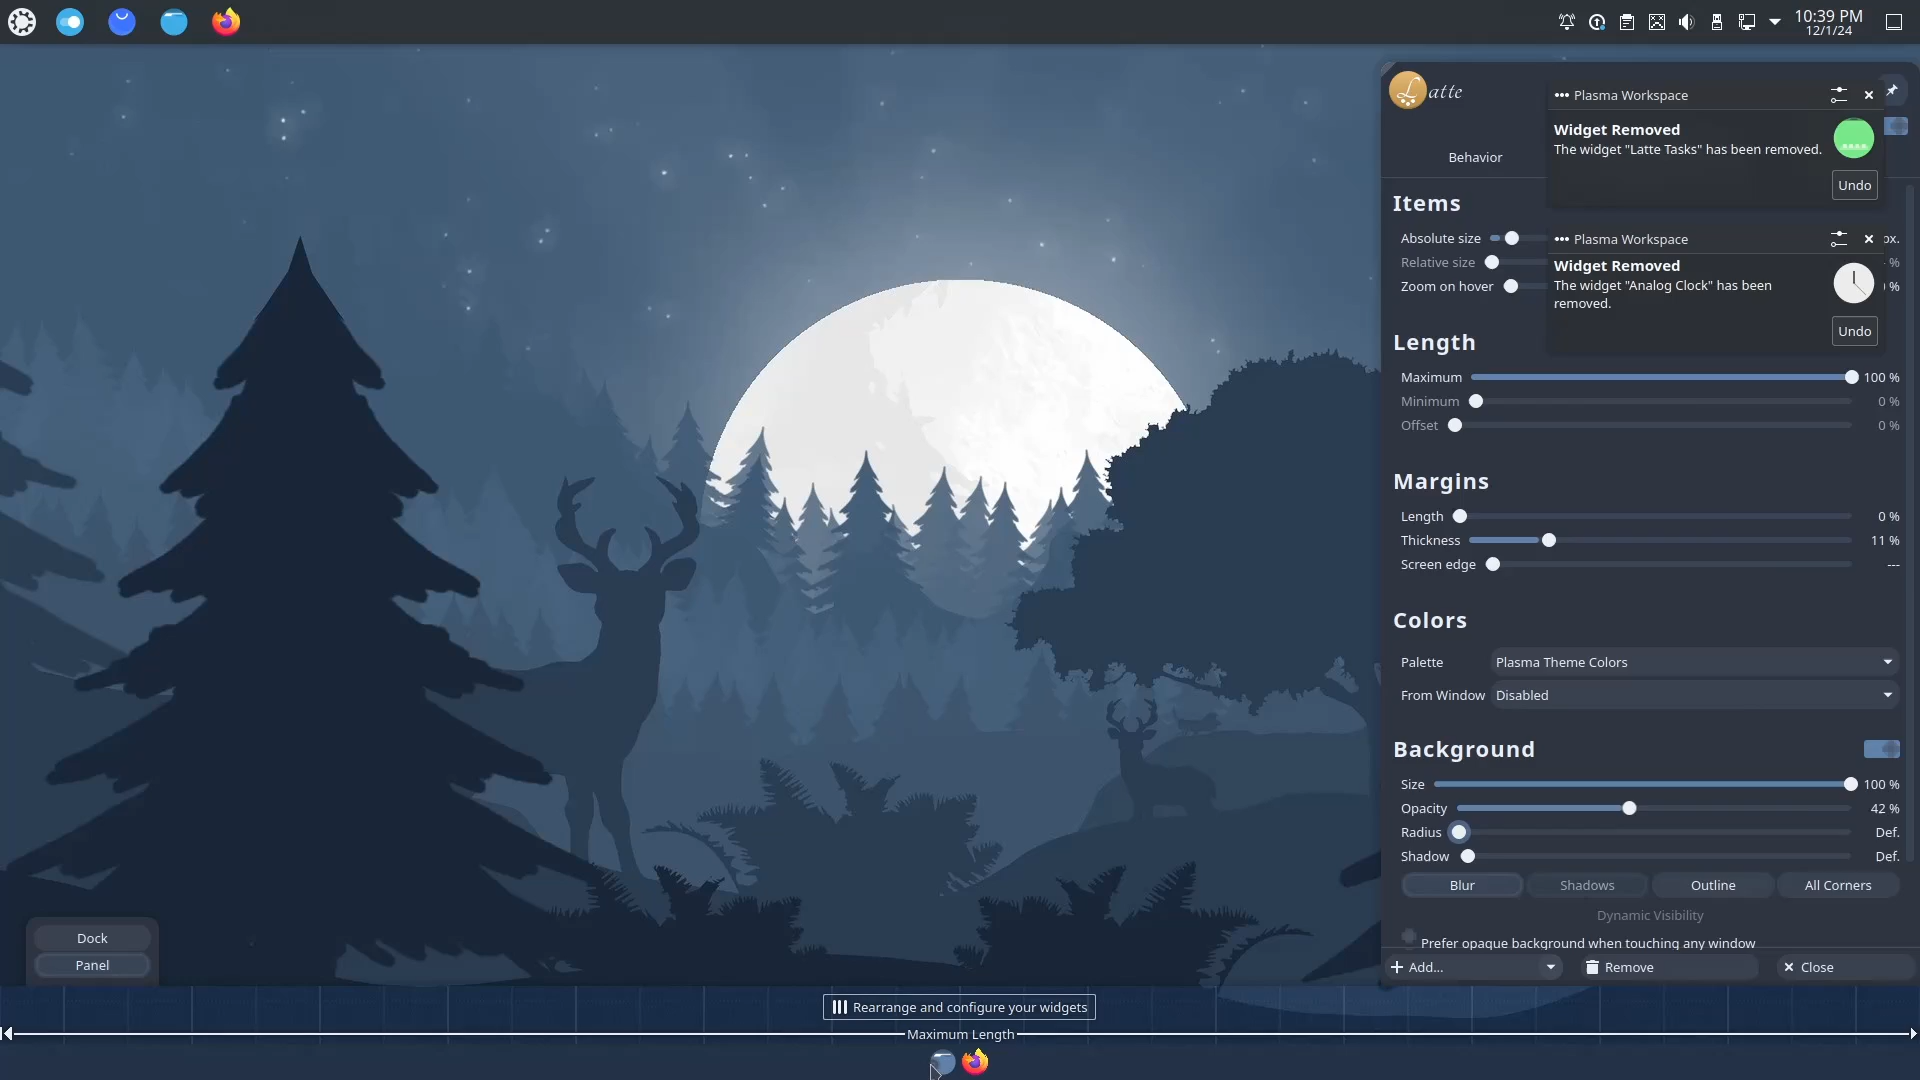 10:39 PM
12/1/24
Latte
Behavior
Plasma Workspace
Widget Removed
The widget "Latte Tasks" has been removed.
Undo
Plasma Workspace
Widget Removed
The widget "Analog Clock" has been
removed.
Undo
Items
Absolute size
px.
Relative size
%
Zoom on hover
%
Length
Maximum 100 %
Minimum 0 %
Offset 0 %
Margins
Length 0 %
Thickness 11 %
Screen edge ---
Colors
Palette Plasma Theme Colors
From Window Disabled
Background
Size 100 %
Opacity 42 %
Radius Def.
Shadow Def.
Blur Shadows Outline All Corners
Dynamic Visibility
Prefer opaque background when touching any window
Add... Remove Close
Dock
Panel
Rearrange and configure your widgets
Maximum Length